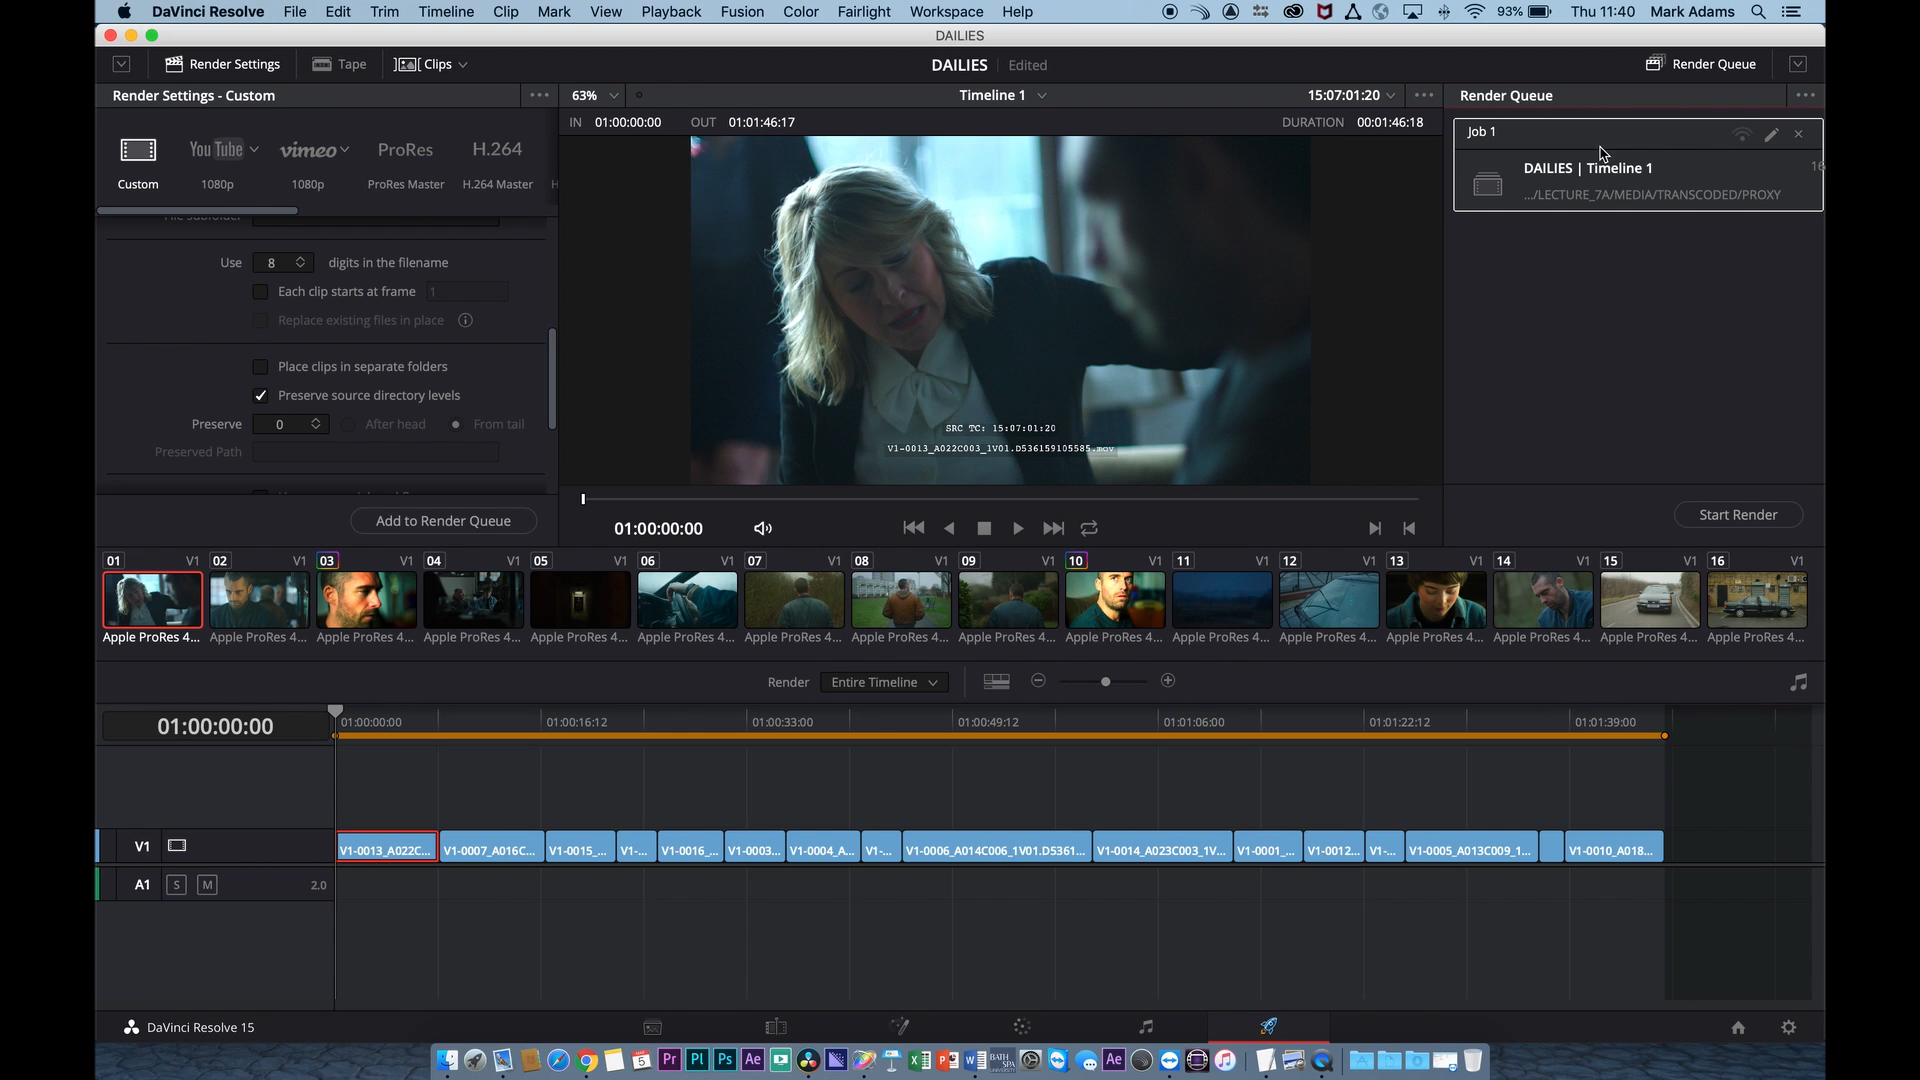 DaVinci Resolve File Edit Trim Timeline Clip Mark View Playback Fusion Color Fairlight Workspace Help 93% Thu 11:40 Mark Adams
DAILIES
Render Settings Tape Clips DAILIES Edited Render Queue
Render Settings - Custom 63% Timeline 1 15:07:01:20 Render Queue
IN 01:00:00:00 OUT 01:01:46:17 DURATION 00:01:46:18
Job 1
YouTube vimeo ProRes H.264
DAILIES | Timeline 1
Custom 1080p 1080p ProRes Master H.264 Master H
.../LECTURE_7A/MEDIA/TRANSCODED/PROXY
Use 8 digits in the filename
Each clip starts at frame 1
Replace existing files in place
Place clips in separate folders
Preserve source directory levels
Preserve 0 After head From tail
Preserved Path
SRC TC: 15:07:01:20
V1-0013_A022C003_1V01.D536159105585.mov
Add to Render Queue
01:00:00:00
Start Render
01 V1 02 V1 03 V1 04 V1 05 V1 06 V1 07 V1 08 V1 09 V1 10 V1 11 V1 12 V1 13 V1 14 V1 15 V1 16 V1
Apple ProRes 4... Apple ProRes 4... Apple ProRes 4... Apple ProRes 4... Apple ProRes 4... Apple ProRes 4... Apple ProRes 4... Apple ProRes 4... Apple ProRes 4... Apple ProRes 4... Apple ProRes 4... Apple ProRes 4... Apple ProRes 4... Apple ProRes 4... Apple ProRes 4... Apple ProRes 4...
Render Entire Timeline
01:00:00:00 01:00:00:00 01:00:16:12 01:00:33:00 01:00:49:12 01:01:06:00 01:01:22:12 01:01:39:00
V1 V1-0013_A022C... V1-0007_A016C... V1-0015_... V1-... V1-0016_... V1-0003... V1-0004_A... V1-... V1-0006_A014C006_1V01.D5361... V1-0014_A023C003_1V... V1-0001_... V1-0012... V1-... V1-0005_A013C009_1... V1-0010_A018...
A1 S M 2.0
DaVinci Resolve 15
5 Pr Pl Ps Ae BATH SPA Ae